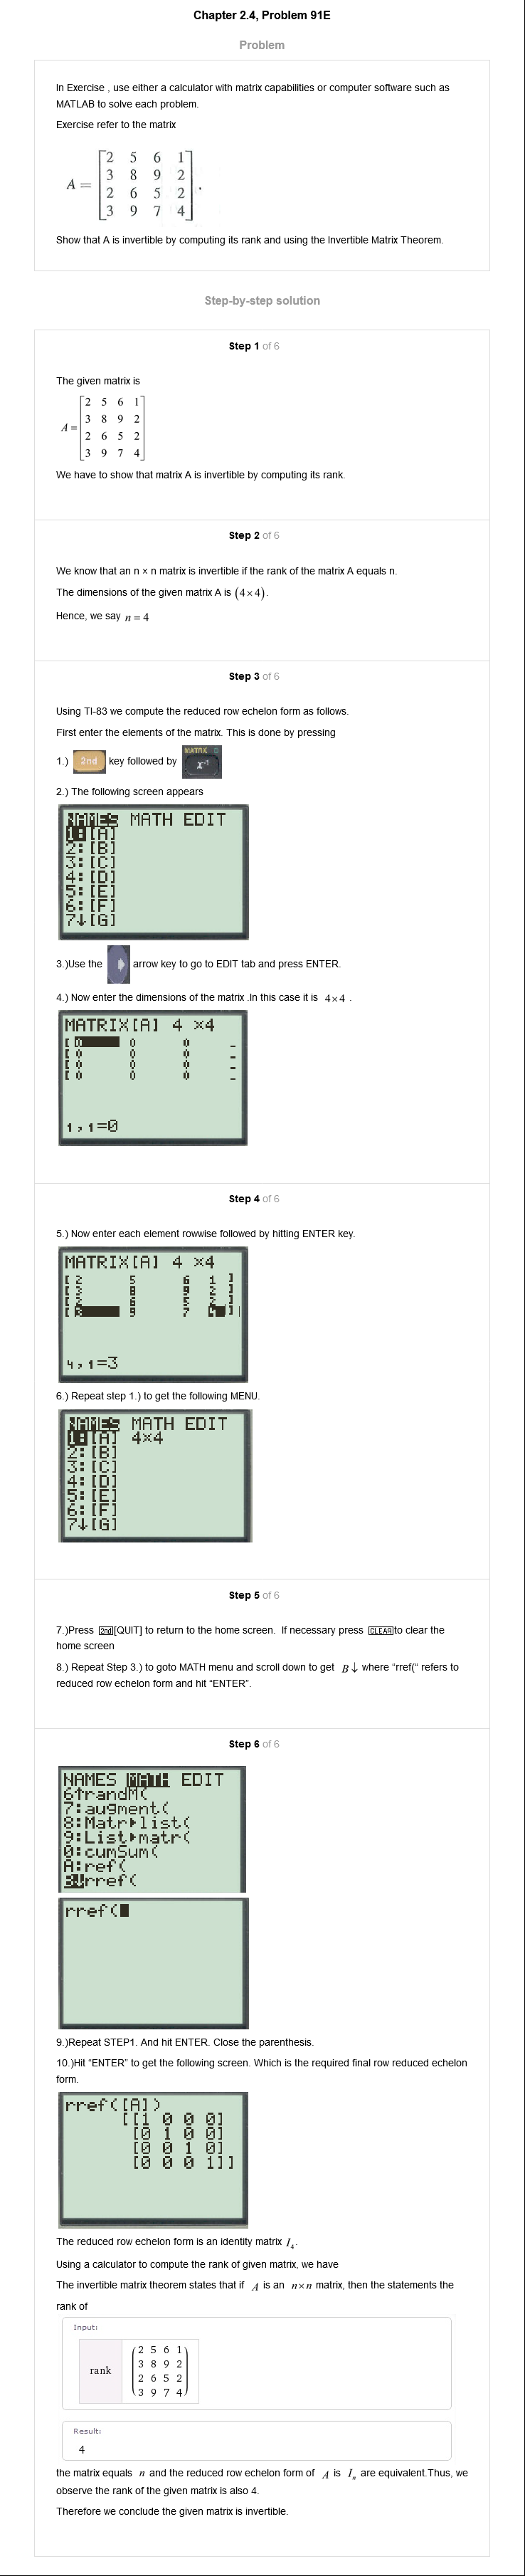 Chapter 2.4, Problem 91E
Problem
In Exercise , use either a calculator with matrix capabilities or computer software such as
MATLAB to solve each problem.
Exercise refer to the matrix
A = [2 5 6 1
3 8 9 2
2 6 5 2
3 9 7 4].
Show that A is invertible by computing its rank and using the Invertible Matrix Theorem.
Step-by-step solution
Step 1 of 6
The given matrix is
A = [2 5 6 1
3 8 9 2
2 6 5 2
3 9 7 4]
We have to show that matrix A is invertible by computing its rank.
Step 2 of 6
We know that an n × n matrix is invertible if the rank of the matrix A equals n.
The dimensions of the given matrix A is (4×4).
Hence, we say n = 4
Step 3 of 6
Using TI-83 we compute the reduced row echelon form as follows.
First enter the elements of the matrix. This is done by pressing
1.) 2nd key followed by MATRIX x⁻¹
2.) The following screen appears
NAMES MATH EDIT
1:[A]
2:[B]
3:[C]
4:[D]
5:[E]
6:[F]
7↓[G]
3.)Use the arrow key to go to EDIT tab and press ENTER.
4.) Now enter the dimensions of the matrix .In this case it is 4×4 .
MATRIX[A] 4 ×4
[ 0 0 0 –
[ 0 0 0 –
[ 0 0 0 –
[ 0 0 0 –
1,1=0
Step 4 of 6
5.) Now enter each element rowwise followed by hitting ENTER key.
MATRIX[A] 4 ×4
[ 2 5 6 1 ]
[ 3 8 9 2 ]
[ 2 6 5 2 ]
[ 3 9 7 4 ]
4,1=3
6.) Repeat step 1.) to get the following MENU.
NAMES MATH EDIT
1:[A] 4×4
2:[B]
3:[C]
4:[D]
5:[E]
6:[F]
7↓[G]
Step 5 of 6
7.)Press 2nd[QUIT] to return to the home screen. If necessary press CLEAR to clear the
home screen
8.) Repeat Step 3.) to goto MATH menu and scroll down to get B↓ where “rref(“ refers to
reduced row echelon form and hit “ENTER”.
Step 6 of 6
NAMES MATH EDIT
6↑randM(
7:augment(
8:Matr▸list(
9:List▸matr(
0:cumSum(
A:ref(
B↓rref(
rref(
9.)Repeat STEP1. And hit ENTER. Close the parenthesis.
10.)Hit “ENTER” to get the following screen. Which is the required final row reduced echelon
form.
rref([A])
[[1 0 0 0]
[0 1 0 0]
[0 0 1 0]
[0 0 0 1]]
The reduced row echelon form is an identity matrix I₄.
Using a calculator to compute the rank of given matrix, we have
The invertible matrix theorem states that if A is an n×n matrix, then the statements the
rank of
Input:
rank (2 5 6 1
3 8 9 2
2 6 5 2
3 9 7 4)
Result:
4
the matrix equals n and the reduced row echelon form of A is Iₙ are equivalent.Thus, we
observe the rank of the given matrix is also 4.
Therefore we conclude the given matrix is invertible.